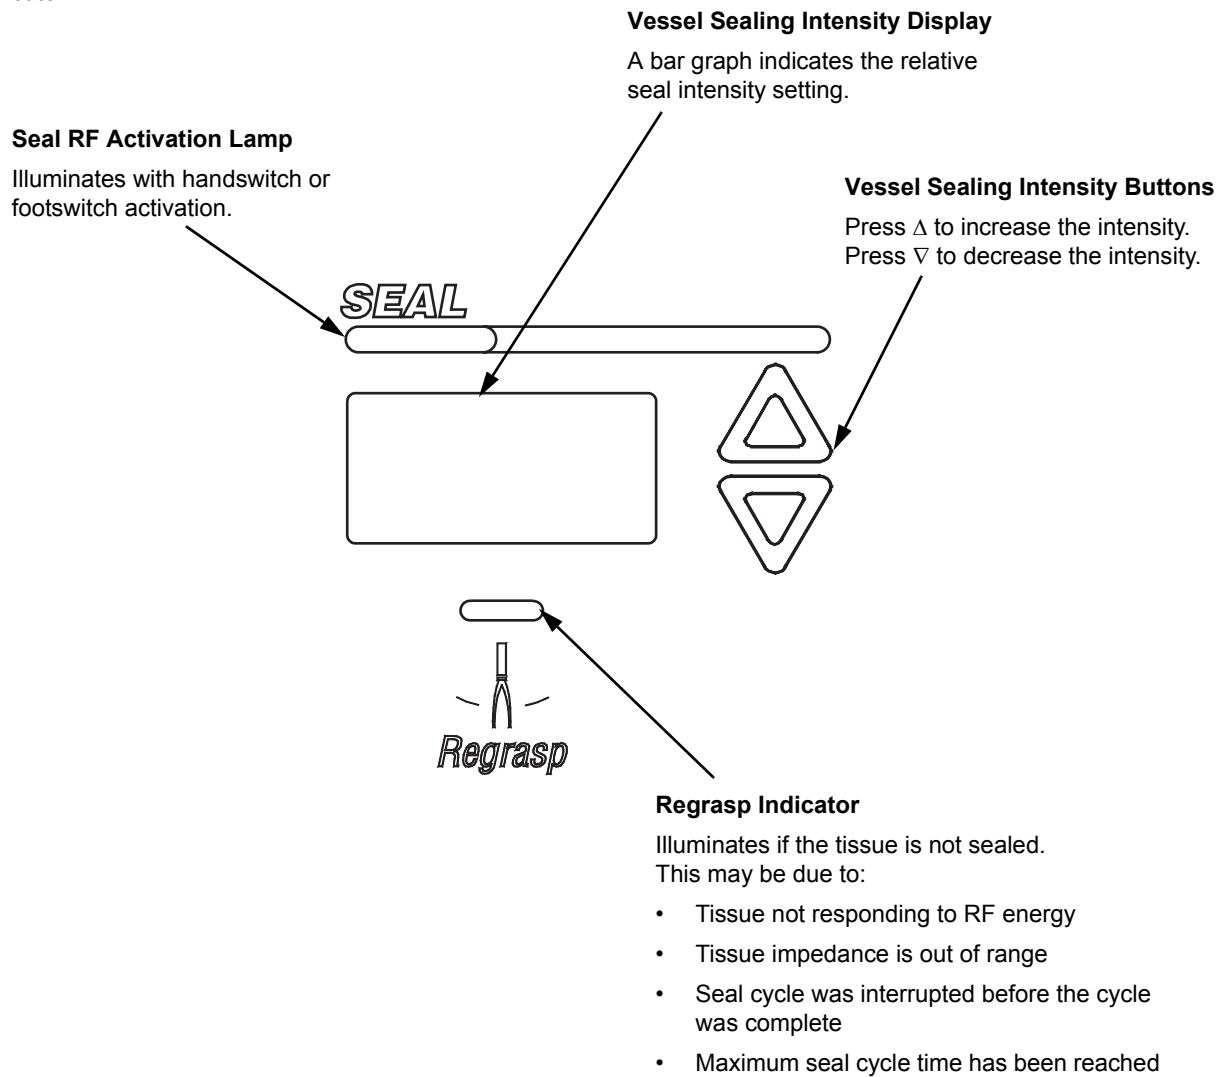 Vessel Sealing Intensity Display
A bar graph indicates the relative
seal intensity setting.
Seal RF Activation Lamp
Illuminates with handswitch or
footswitch activation.
Vessel Sealing Intensity Buttons
Press ∆ to increase the intensity.
Press ∇ to decrease the intensity.
SEAL
Regrasp
Regrasp Indicator
Illuminates if the tissue is not sealed.
This may be due to:
• Tissue not responding to RF energy
• Tissue impedance is out of range
• Seal cycle was interrupted before the cycle
was complete
• Maximum seal cycle time has been reached